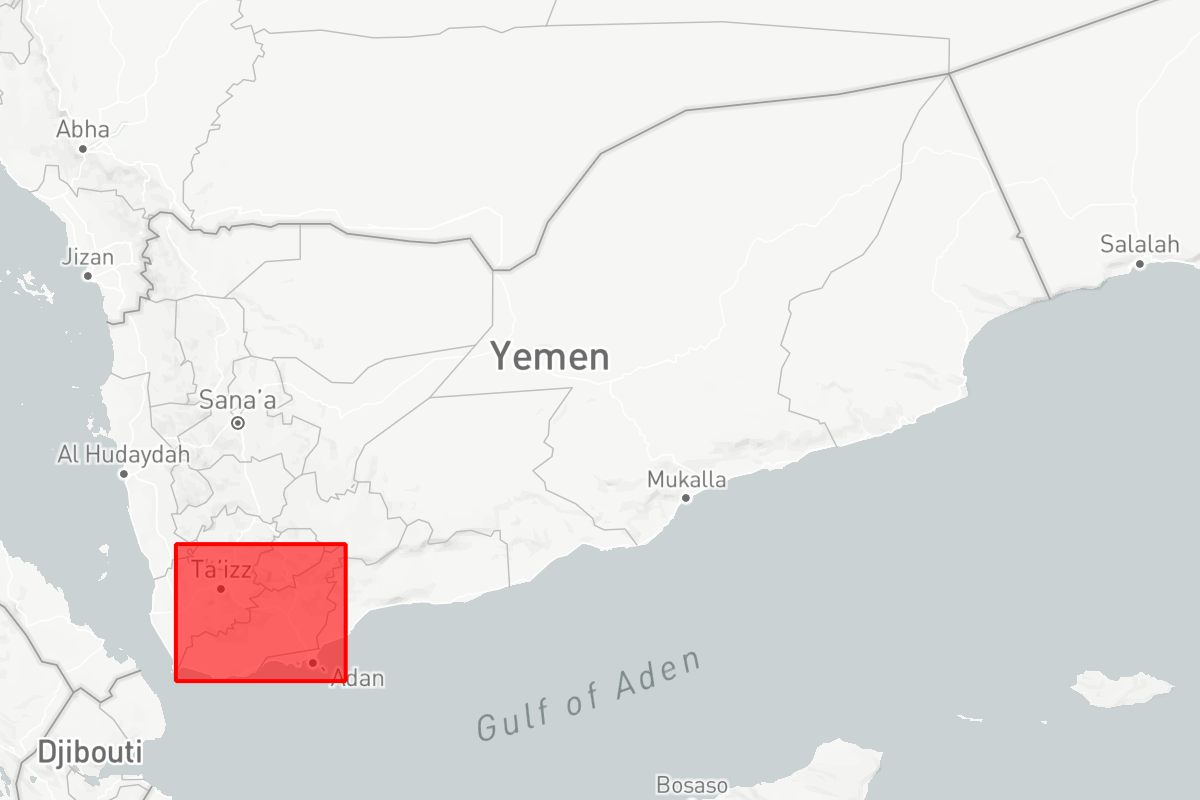 Abha
Jizan
Salalah
Yemen
Sana’a
Al Hudaydah
Mukalla
Ta’izz
Adan
Gulf of Aden
Djibouti
Bosaso